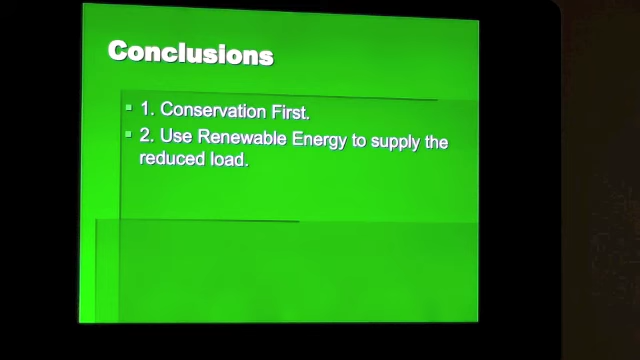 Conclusions
1. Conservation First.
2. Use Renewable Energy to supply the
reduced load.